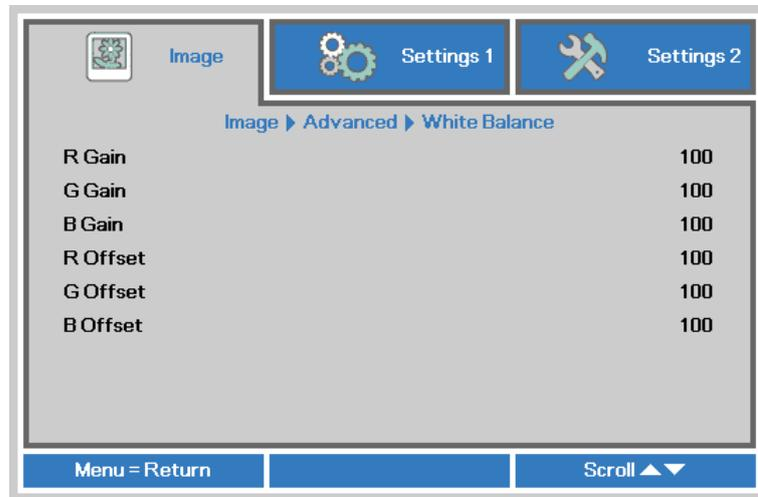 Image
Settings 1
Settings 2
Image ▶ Advanced ▶ White Balance
R Gain 100
G Gain 100
B Gain 100
R Offset 100
G Offset 100
B Offset 100
Menu = Return
Scroll ▲▼